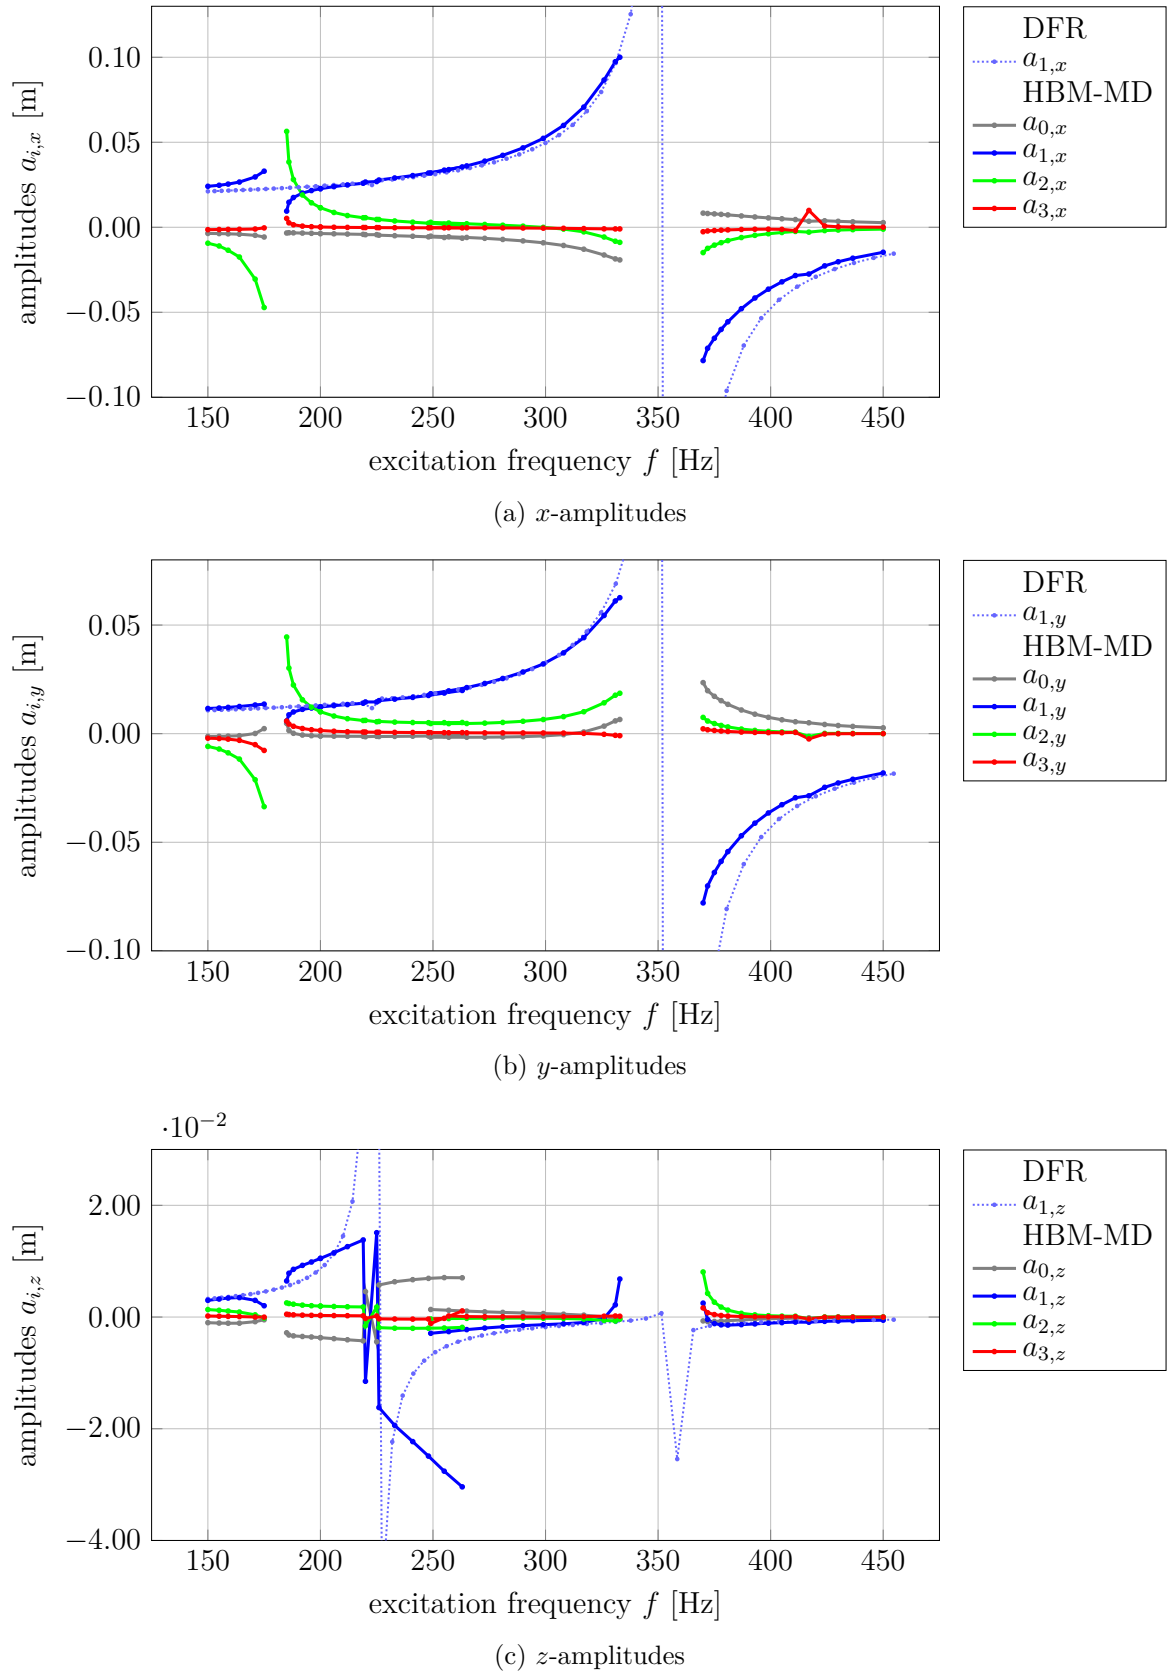 0.10
0.05
0.00
−0.05
−0.10
150 200 250 300 350 400 450
amplitudes a_{i,x} [m]
excitation frequency f [Hz]
DFR
a_{1,x}
HBM-MD
a_{0,x}
a_{1,x}
a_{2,x}
a_{3,x}
(a) x-amplitudes
0.05
0.00
−0.05
−0.10
150 200 250 300 350 400 450
amplitudes a_{i,y} [m]
excitation frequency f [Hz]
DFR
a_{1,y}
HBM-MD
a_{0,y}
a_{1,y}
a_{2,y}
a_{3,y}
(b) y-amplitudes
·10^{−2}
2.00
0.00
−2.00
−4.00
150 200 250 300 350 400 450
amplitudes a_{i,z} [m]
excitation frequency f [Hz]
DFR
a_{1,z}
HBM-MD
a_{0,z}
a_{1,z}
a_{2,z}
a_{3,z}
(c) z-amplitudes